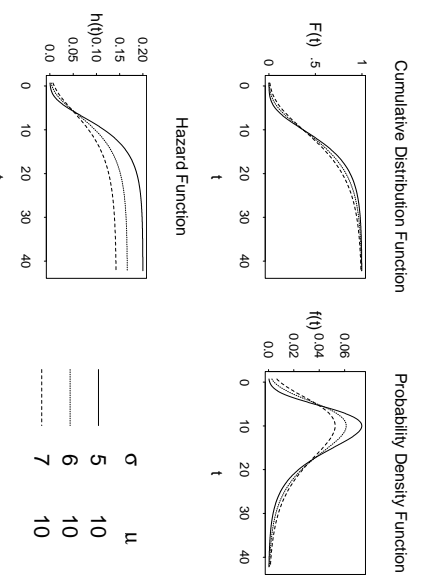 Cumulative Distribution Function
F(t)
0 .5 1
0 10 20 30 40
t
Probability Density Function
f(t)
0.0 0.02 0.04 0.06
0 10 20 30 40
t
Hazard Function
h(t)
0.0 0.05 0.10 0.15 0.20
0 10 20 30 40
t
σ μ
5 10
6 10
7 10